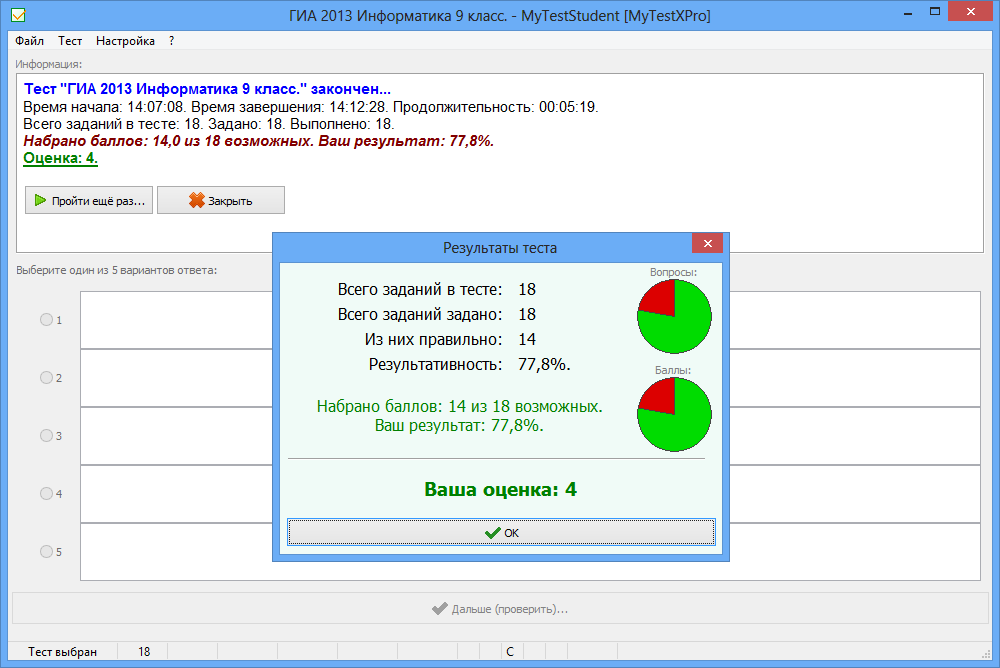 ГИА 2013 Информатика 9 класс. - MyTestStudent [MyTestXPro]
Файл Тест Настройка ?
Информация:
Тест "ГИА 2013 Информатика 9 класс." закончен...
Время начала: 14:07:08. Время завершения: 14:12:28. Продолжительность: 00:05:19.
Всего заданий в тесте: 18. Задано: 18. Выполнено: 18.
Набрано баллов: 14,0 из 18 возможных. Ваш результат: 77,8%.
Оценка: 4.
Пройти ещё раз... Закрыть
Выберите один из 5 вариантов ответа:
1
2
3
4
5
Результаты теста
Всего заданий в тесте: 18
Всего заданий задано: 18
Из них правильно: 14
Результативность: 77,8%.
Вопросы:
Баллы:
Набрано баллов: 14 из 18 возможных.
Ваш результат: 77,8%.
Ваша оценка: 4
OK
Дальше (проверить)...
Тест выбран 18 C